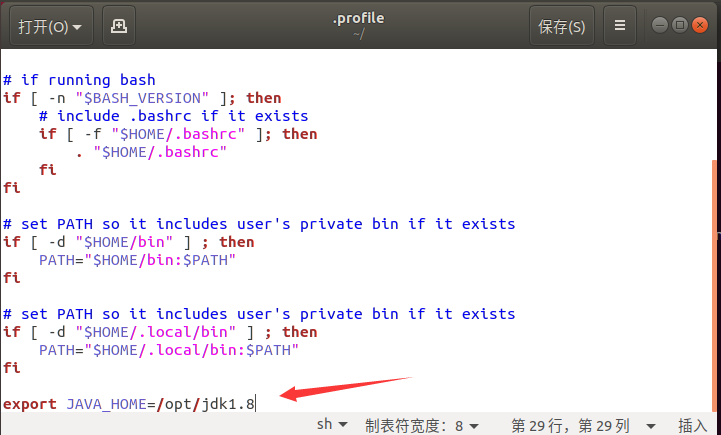 打开(O)
.profile
~/
保存(S)
# if running bash
if [ -n "$BASH_VERSION" ]; then
    # include .bashrc if it exists
    if [ -f "$HOME/.bashrc" ]; then
        . "$HOME/.bashrc"
    fi
fi
# set PATH so it includes user's private bin if it exists
if [ -d "$HOME/bin" ] ; then
    PATH="$HOME/bin:$PATH"
fi
# set PATH so it includes user's private bin if it exists
if [ -d "$HOME/.local/bin" ] ; then
    PATH="$HOME/.local/bin:$PATH"
fi
export JAVA_HOME=/opt/jdk1.8
sh 制表符宽度: 8 第 29 行，第 29 列 插入